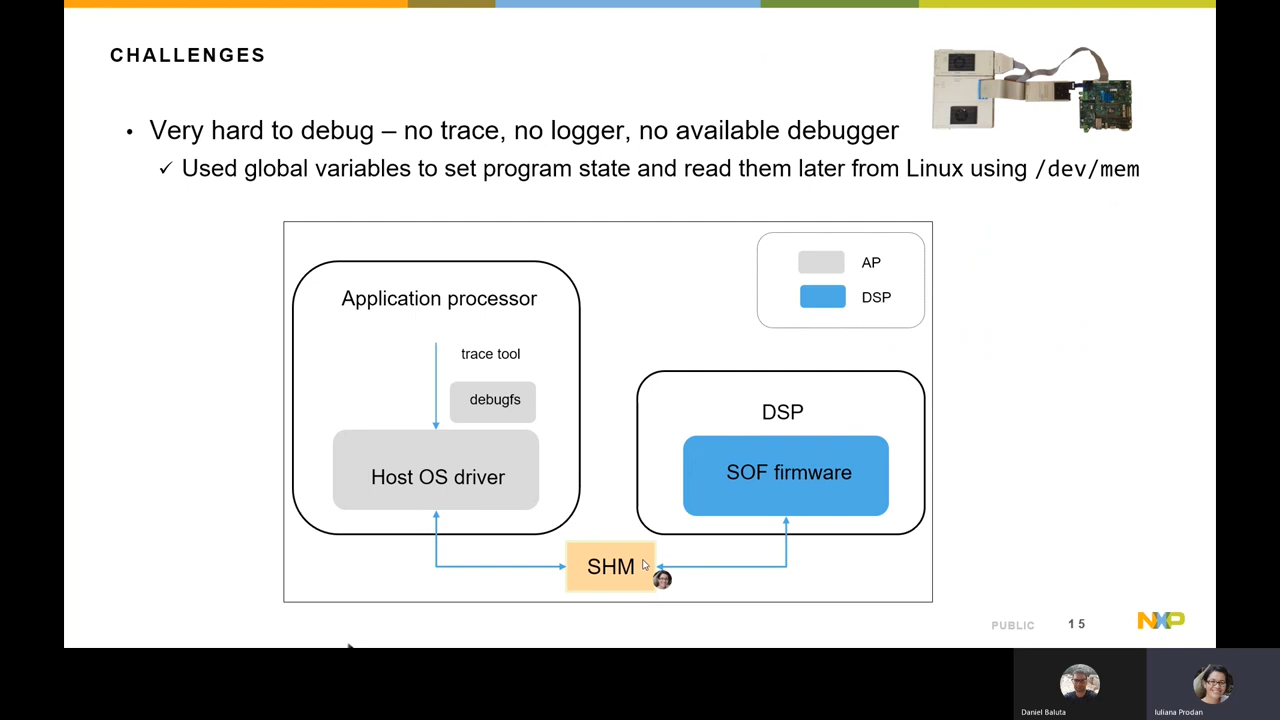 CHALLENGES
• Very hard to debug – no trace, no logger, no available debugger
✓ Used global variables to set program state and read them later from Linux using /dev/mem
AP
DSP
Application processor
trace tool
debugfs
Host OS driver
DSP
SOF firmware
SHM
PUBLIC 15 NXP
Daniel Baluta
Iuliana Prodan